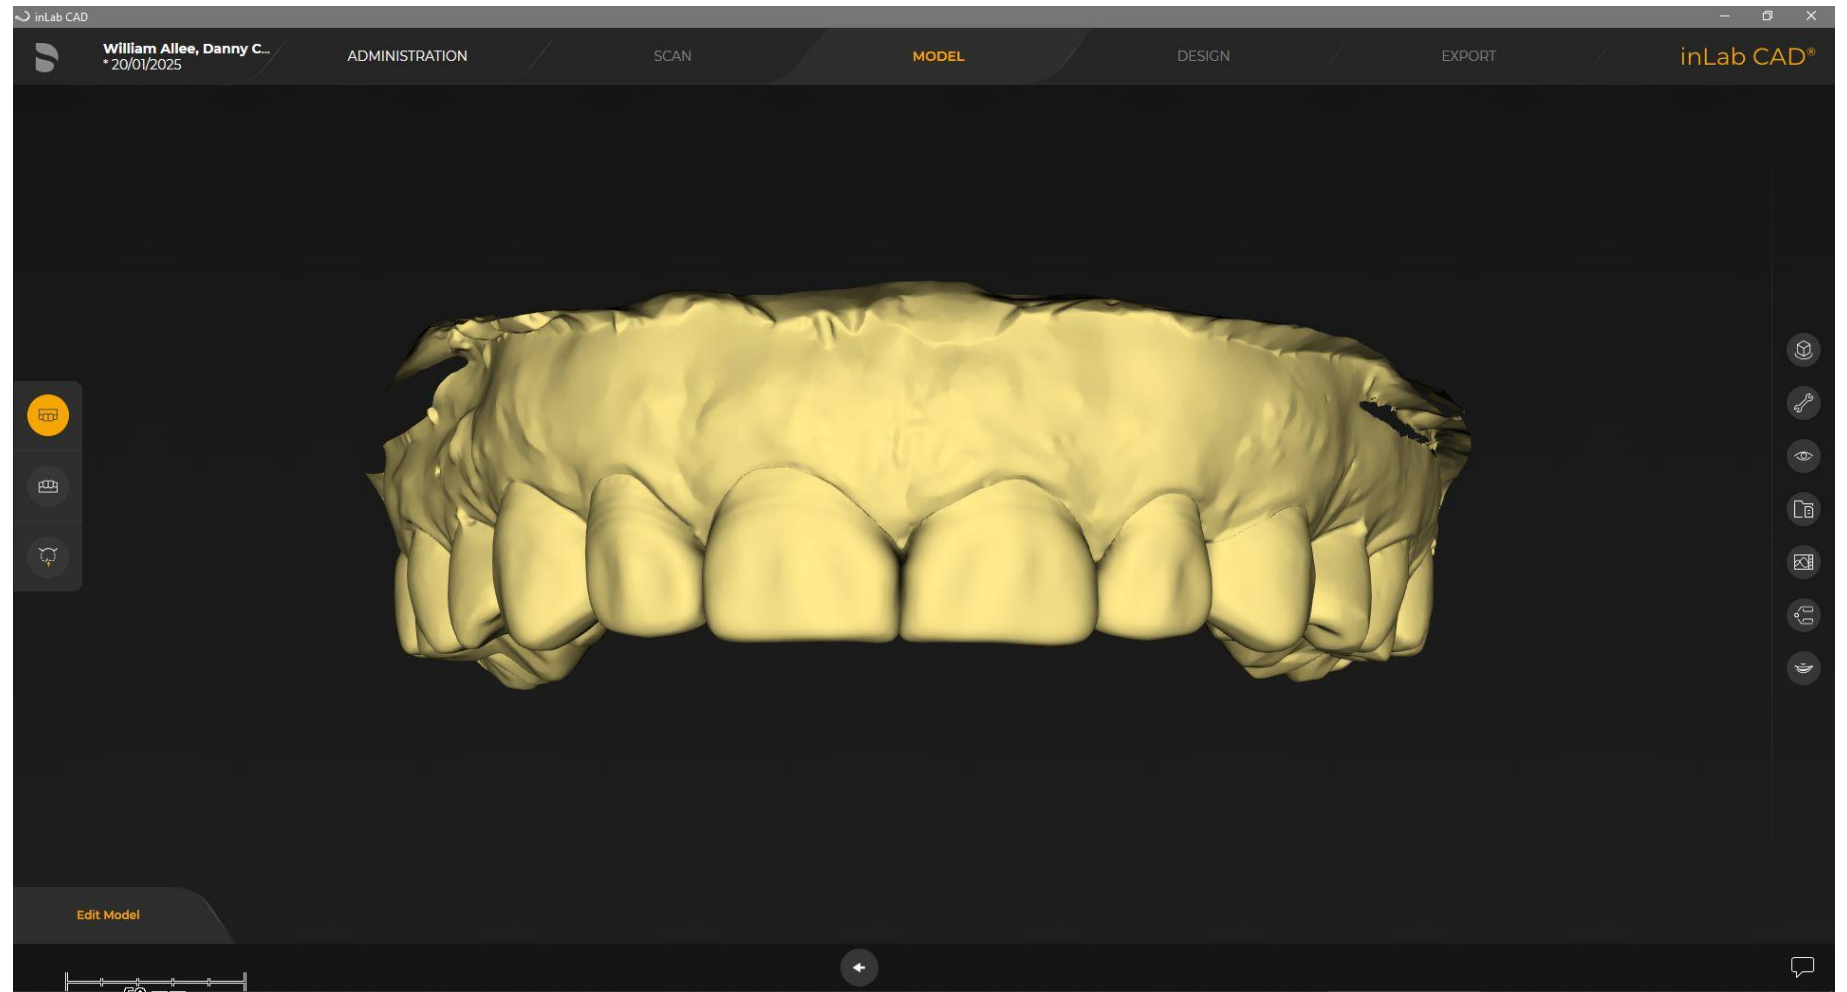 inLab CAD
William Allee, Danny C...
* 20/01/2025
ADMINISTRATION
SCAN
MODEL
DESIGN
EXPORT
inLab CAD®
Edit Model